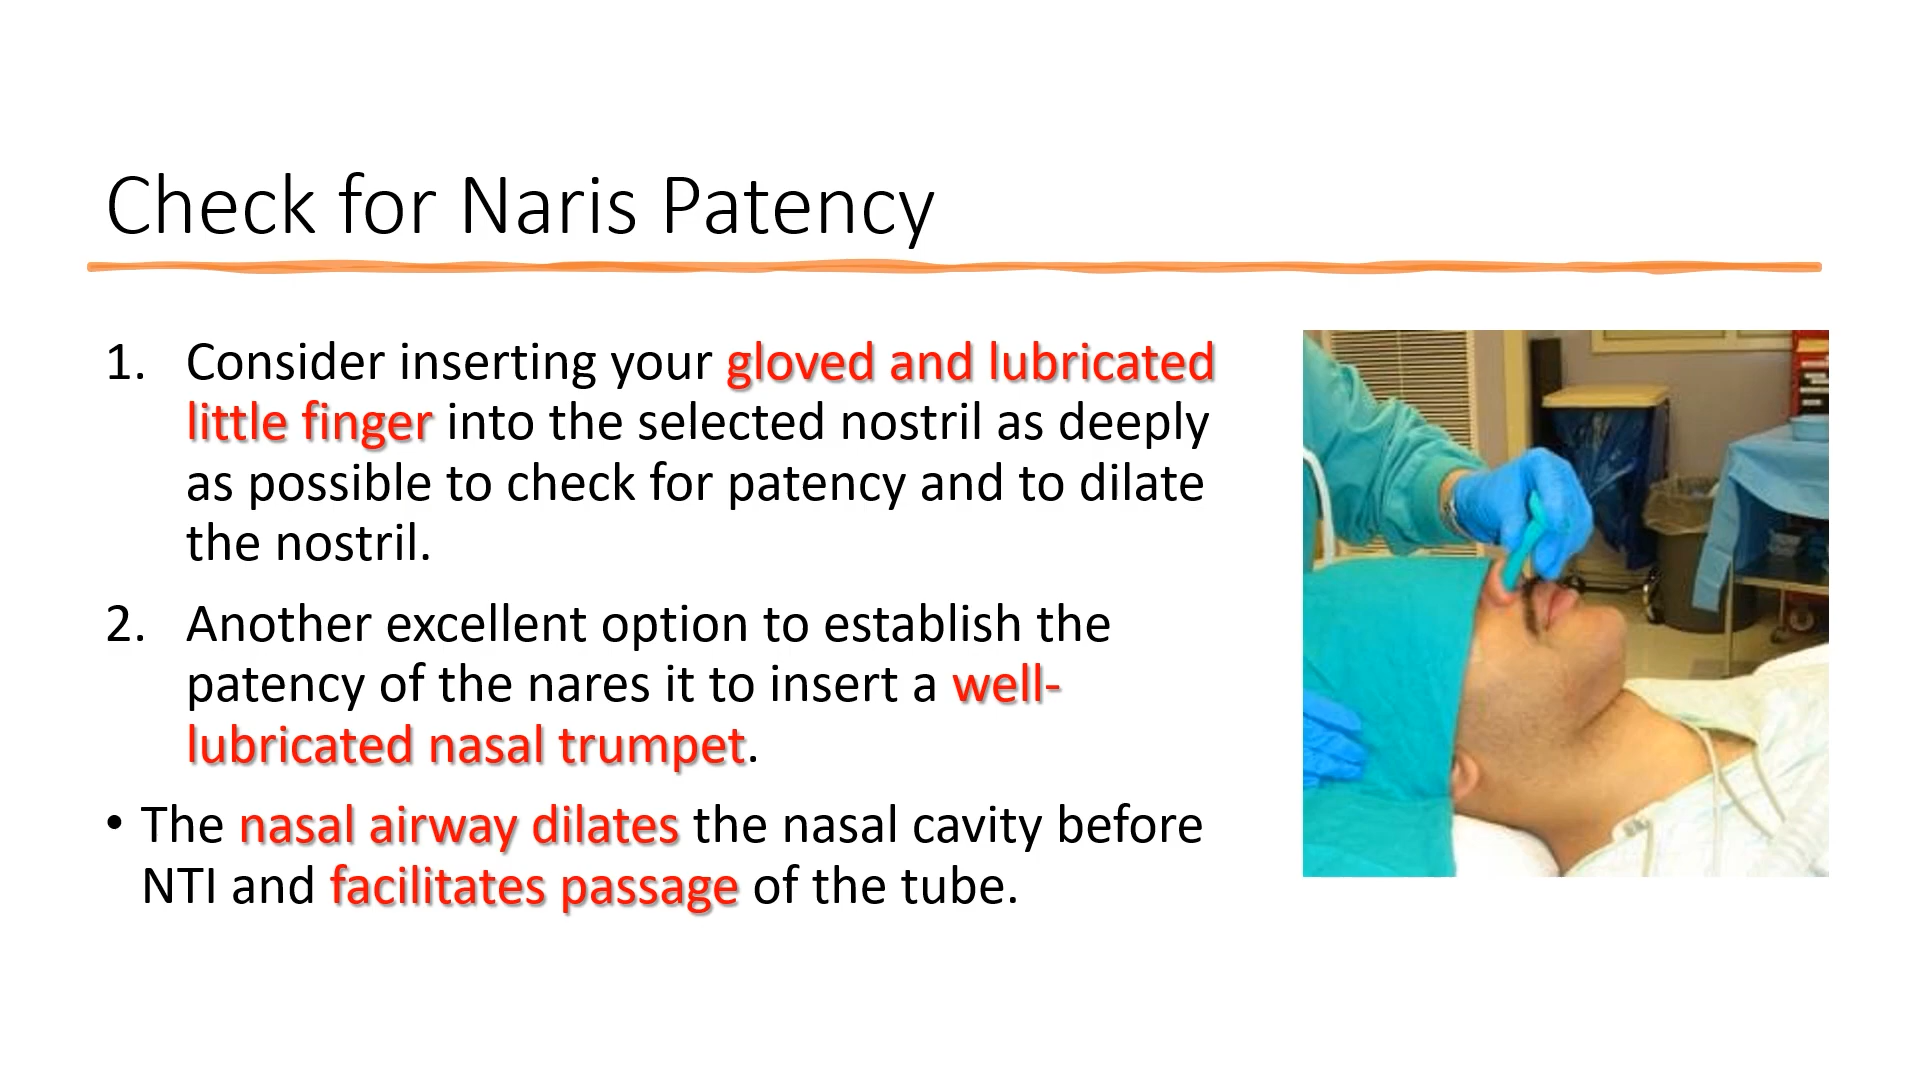 Check for Naris Patency
1. Consider inserting your gloved and lubricated
little finger into the selected nostril as deeply
as possible to check for patency and to dilate
the nostril.
2. Another excellent option to establish the
patency of the nares it to insert a well-
lubricated nasal trumpet.
• The nasal airway dilates the nasal cavity before
NTI and facilitates passage of the tube.